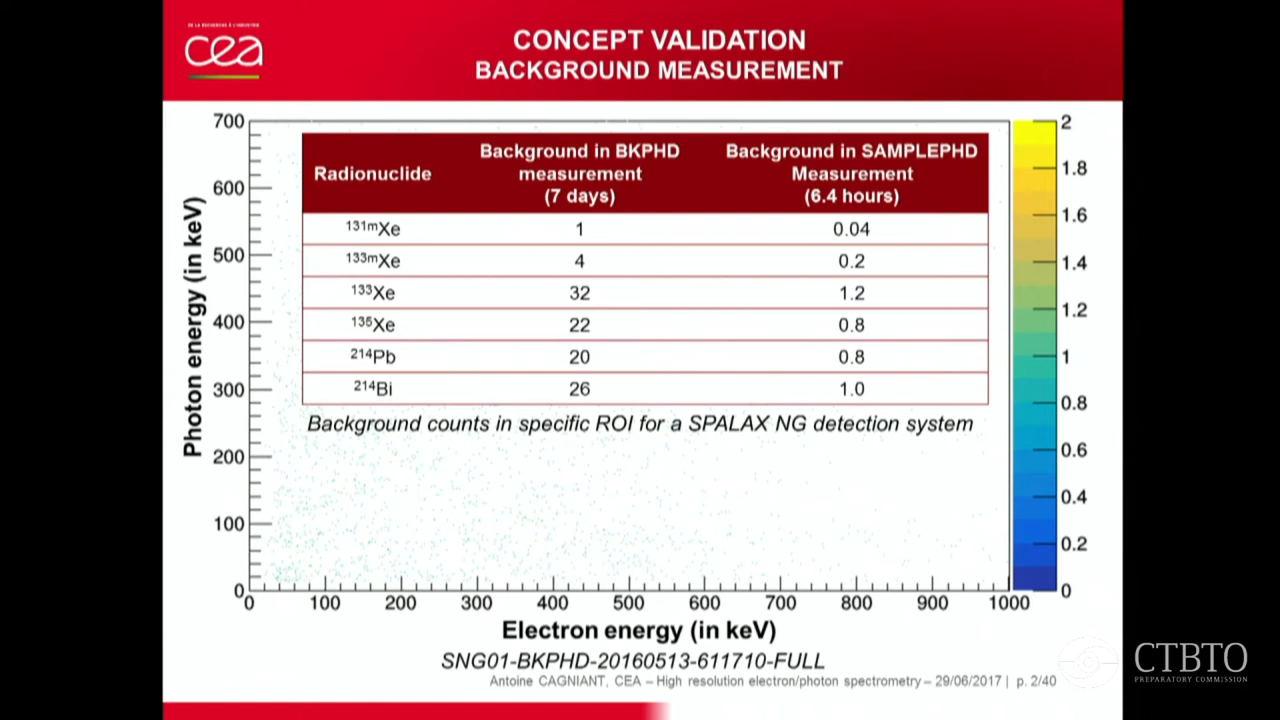 DE LA RECHERCHE À L'INDUSTRIE
cea
CONCEPT VALIDATION
BACKGROUND MEASUREMENT
Radionuclide
Background in BKPHD measurement (7 days)
Background in SAMPLEPHD Measurement (6.4 hours)
131mXe 1 0.04
133mXe 4 0.2
133Xe 32 1.2
135Xe 22 0.8
214Pb 20 0.8
214Bi 26 1.0
Background counts in specific ROI for a SPALAX NG detection system
Photon energy (in keV)
700
600
500
400
300
200
100
0
0 100 200 300 400 500 600 700 800 900 1000
Electron energy (in keV)
2
1.8
1.6
1.4
1.2
1
0.8
0.6
0.4
0.2
0
SNG01-BKPHD-20160513-611710-FULL
Antoine CAGNIANT, CEA – High resolution electron/photon spectrometry – 29/06/2017 | p. 2/40
CTBTO
PREPARATORY COMMISSION